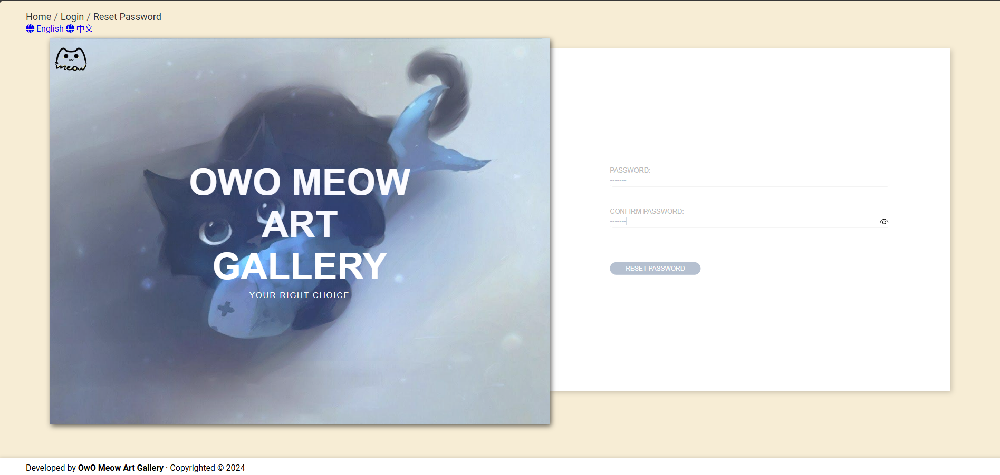 Home / Login / Reset Password
English 中文
meow
OWO MEOW
ART
GALLERY
YOUR RIGHT CHOICE
PASSWORD:
•••••••
CONFIRM PASSWORD:
•••••••
RESET PASSWORD
Developed by OwO Meow Art Gallery · Copyrighted © 2024